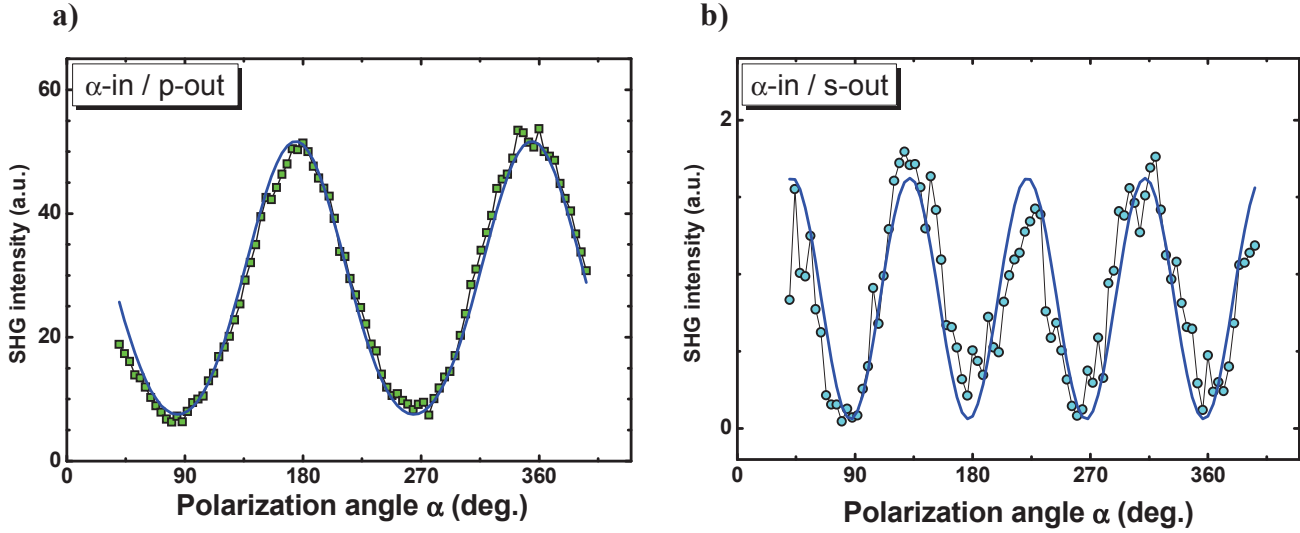 a)
α-in / p-out
SHG intensity (a.u.)
60
40
20
0
0 90 180 270 360
Polarization angle α (deg.)
b)
α-in / s-out
SHG intensity (a.u.)
2
0
0 90 180 270 360
Polarization angle α (deg.)